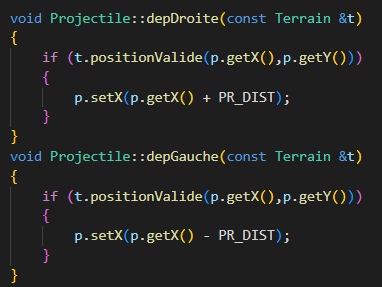 void Projectile::depDroite(const Terrain &t)
{
    if (t.positionValide(p.getX(),p.getY()))
    {
        p.setX(p.getX() + PR_DIST);
    }
}
void Projectile::depGauche(const Terrain &t)
{
    if (t.positionValide(p.getX(),p.getY()))
    {
        p.setX(p.getX() - PR_DIST);
    }
}